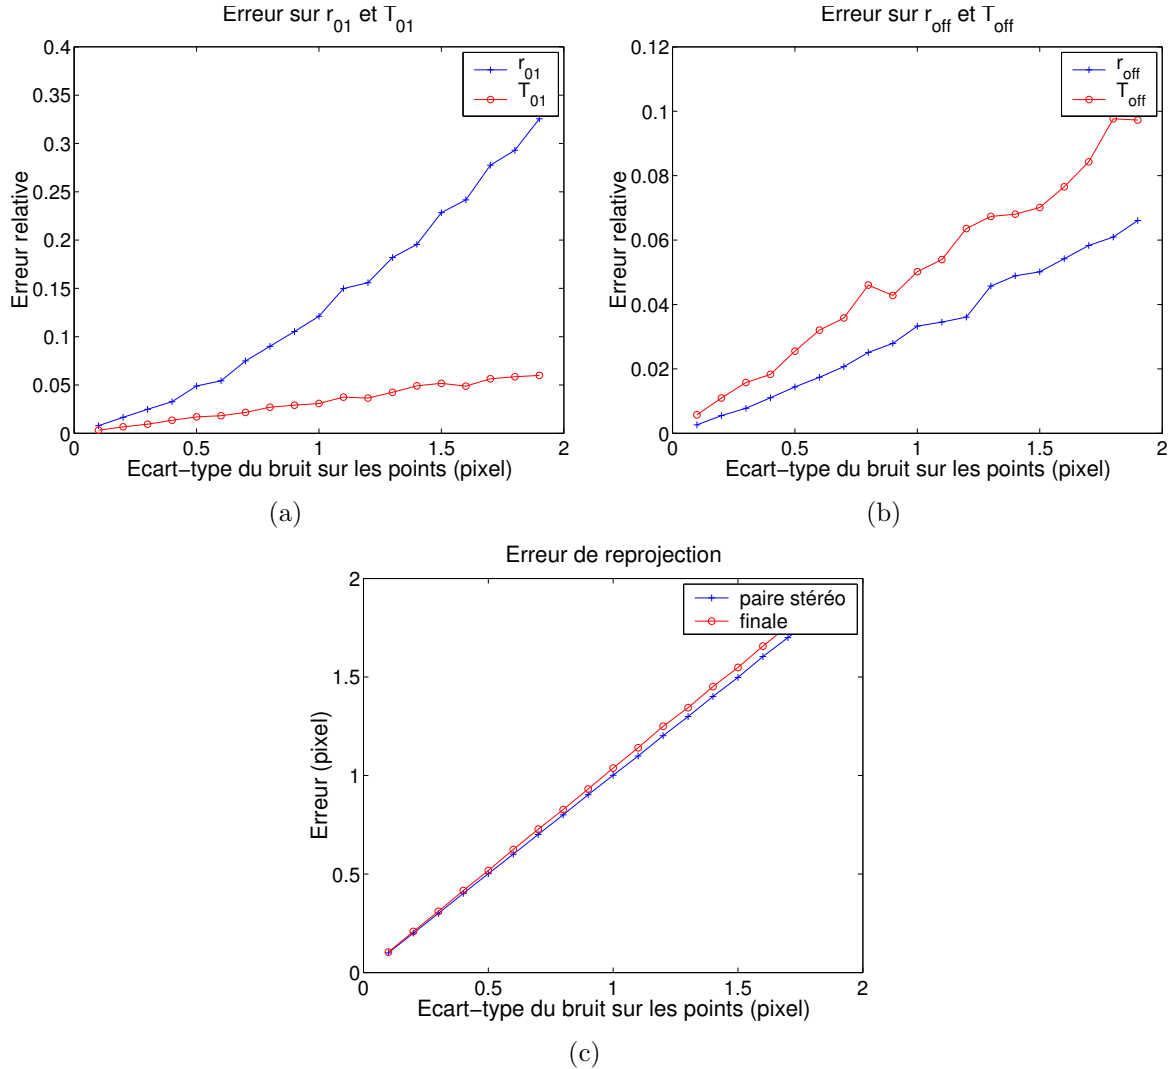 Erreur sur r01 et T01
0.4
0.35
0.3
0.25
0.2
0.15
0.1
0.05
0
Erreur relative
r01
T01
0 0.5 1 1.5 2
Ecart-type du bruit sur les points (pixel)
(a)
Erreur sur roff et Toff
0.12
0.1
0.08
0.06
0.04
0.02
0
Erreur relative
roff
Toff
0 0.5 1 1.5 2
Ecart-type du bruit sur les points (pixel)
(b)
Erreur de reprojection
2
1.5
1
0.5
0
Erreur (pixel)
paire stéréo
finale
0 0.5 1 1.5 2
Ecart-type du bruit sur les points (pixel)
(c)